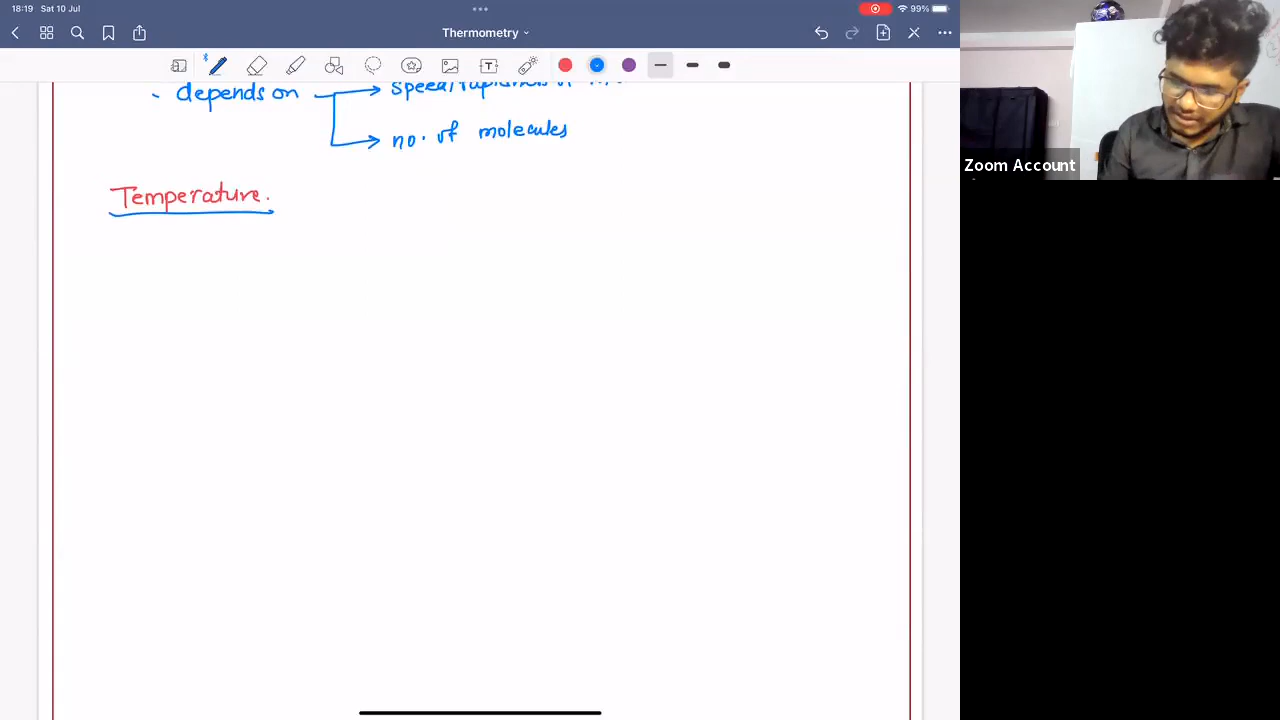 18:19 Sat 10 Jul
99%
Thermometry
depends on
no. of molecules
Temperature.
Zoom Account